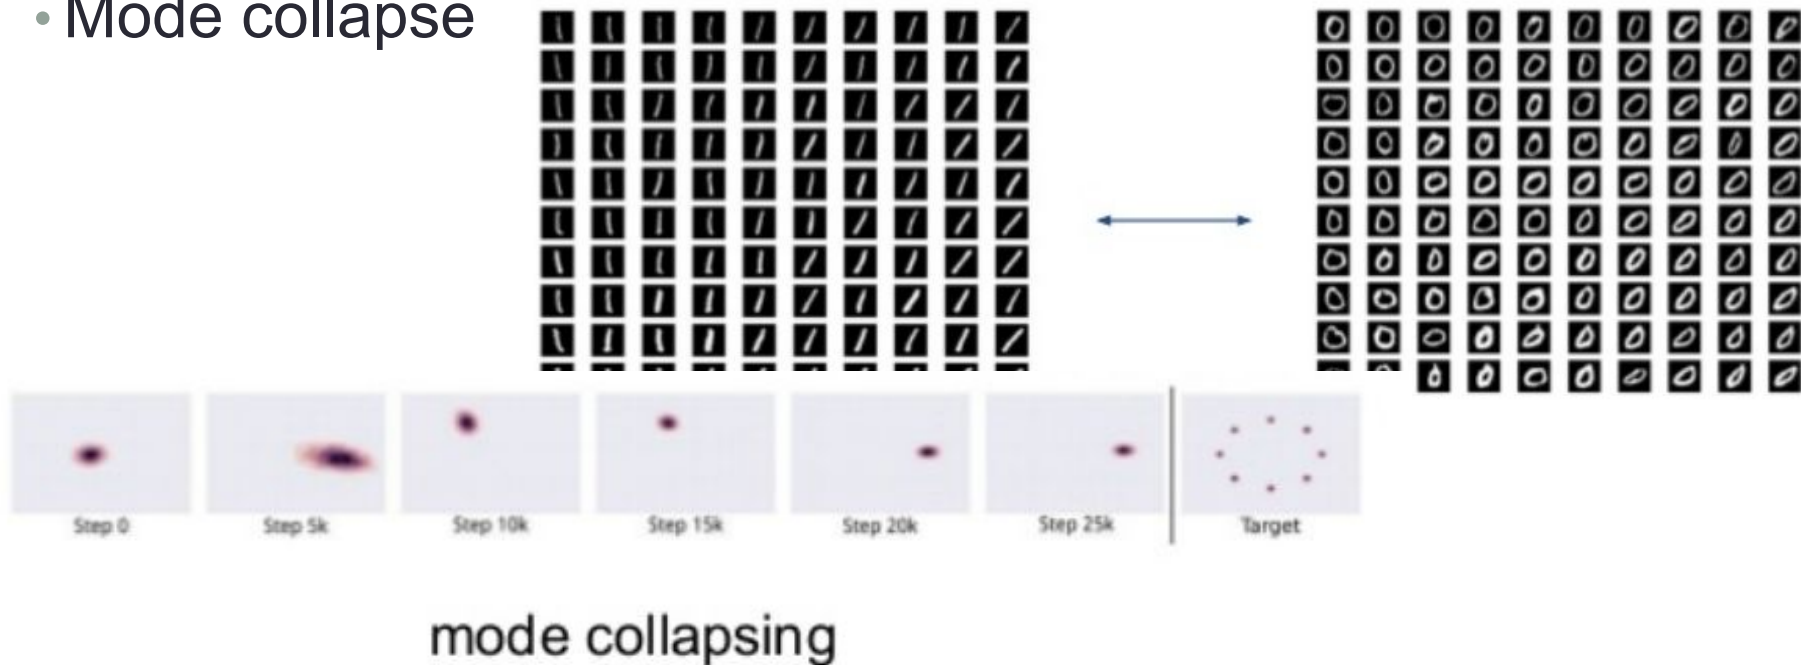 • Mode collapse
Step 0 Step 5k Step 10k Step 15k Step 20k Step 25k Target
mode collapsing